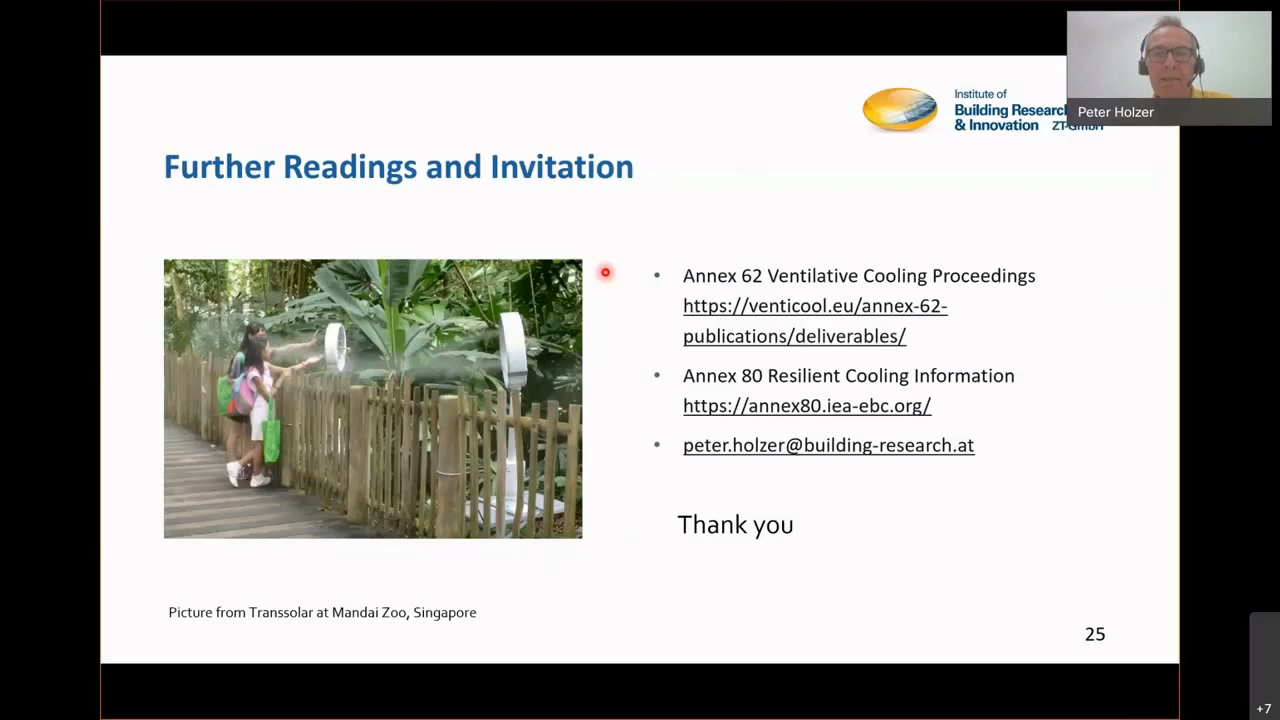 Institute of
Building Research
& Innovation ZT-GmbH
Peter Holzer
Further Readings and Invitation
• Annex 62 Ventilative Cooling Proceedings
https://venticool.eu/annex-62-
publications/deliverables/
• Annex 80 Resilient Cooling Information
https://annex80.iea-ebc.org/
• peter.holzer@building-research.at
Thank you
Picture from Transsolar at Mandai Zoo, Singapore
25
+7